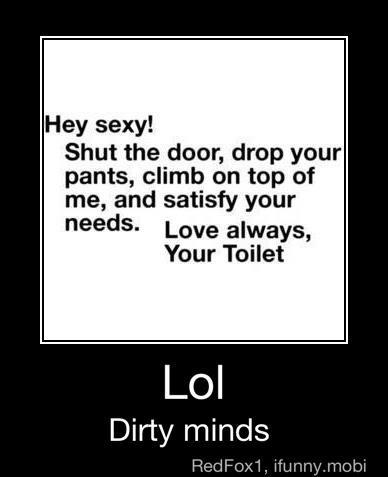 Hey sexy!
Shut the door, drop your
pants, climb on top of
me, and satisfy your
needs.
Love always,
Your Toilet
Lol
Dirty minds
RedFox1, ifunny.mobi